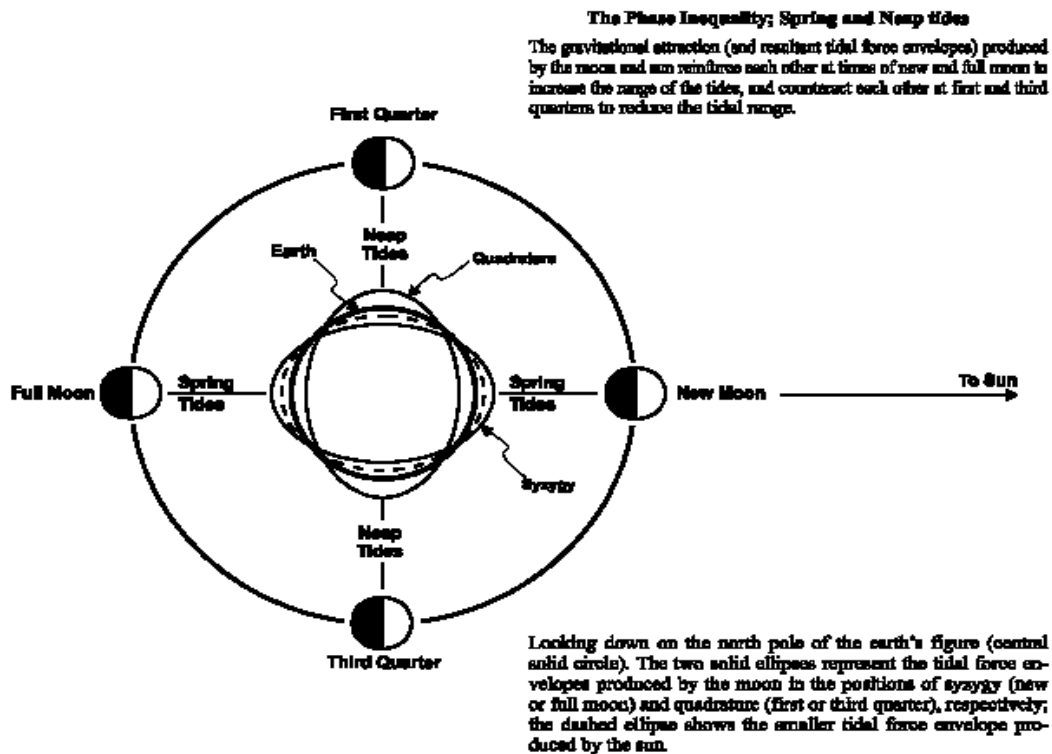 The Phase Inequality; Spring and Neap tides
The gravitational attraction (and resultant tidal force envelopes) produced
by the moon and sun reinforce each other at times of new and full moon to
increase the range of the tides, and counteract each other at first and third
quarters to reduce the tidal range.
First Quarter
Neap
Tides
Earth
Quadrature
Full Moon
Spring
Tides
Spring
Tides
New Moon
To Sun
Syzygy
Neap
Tides
Third Quarter
Looking down on the north pole of the earth's figure (central
solid circle). The two solid ellipses represent the tidal force en-
velopes produced by the moon in the positions of syzygy (new
or full moon) and quadrature (first or third quarter), respectively;
the dashed ellipse shows the smaller tidal force envelope pro-
duced by the sun.